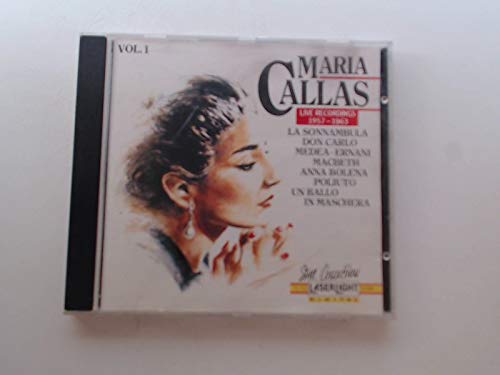 VOL. 1
MARIA
CALLAS
LIVE RECORDINGS
1957-1963
LA SONNAMBULA
DON CARLO
MEDEA-ERNANI
MACBETH
ANNA BOLENA
POLIUTO
UN BALLO
IN MASCHERA
LASERLIGHT
DIGITAL